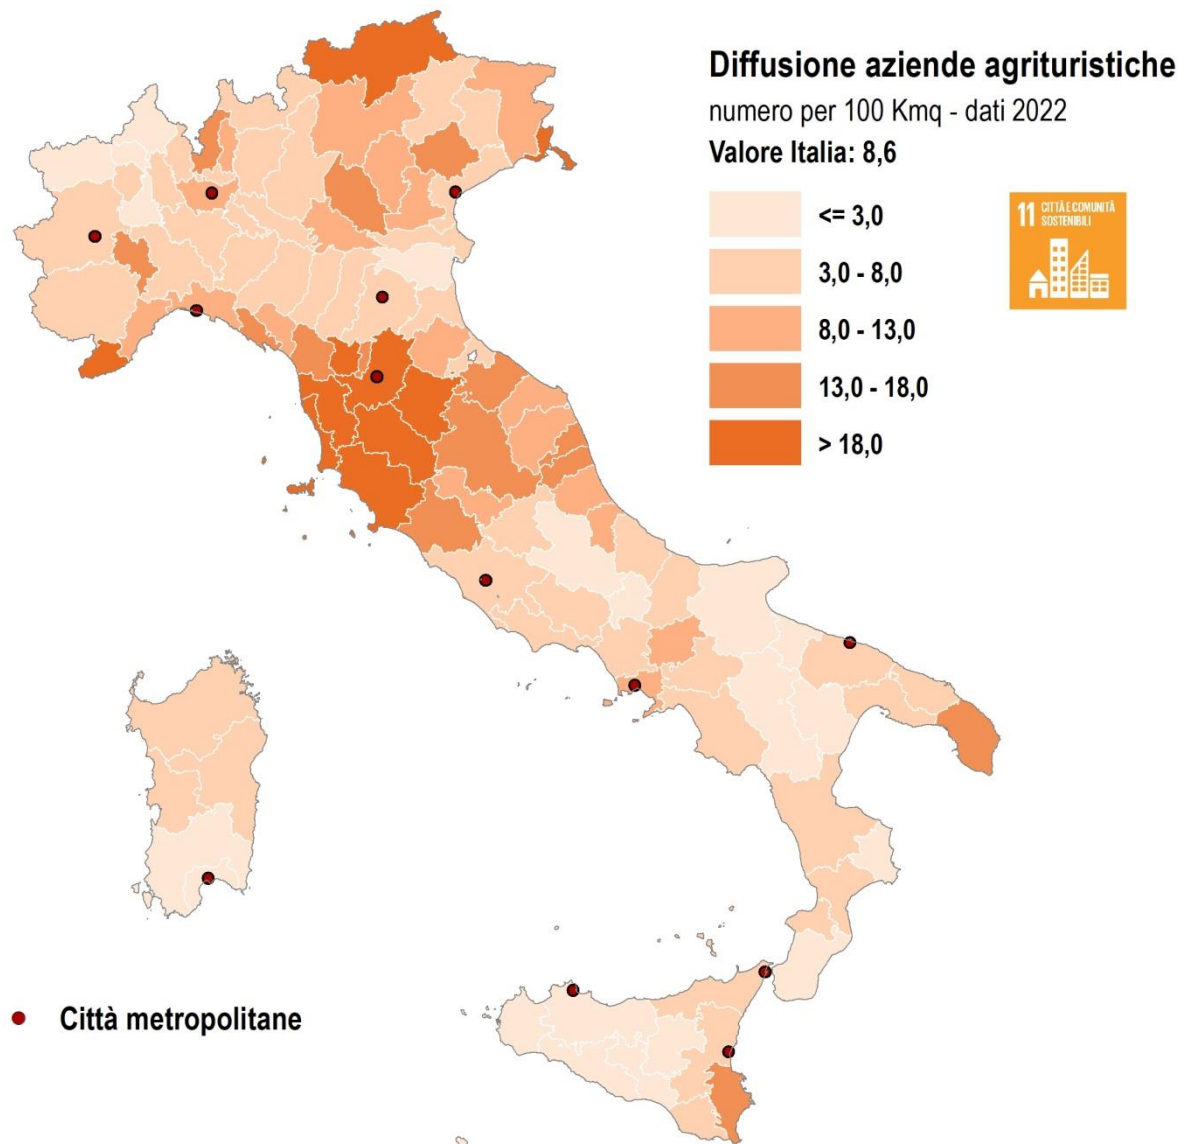 Diffusione aziende agrituristiche
numero per 100 Kmq - dati 2022
Valore Italia: 8,6
<= 3,0
3,0 - 8,0
8,0 - 13,0
13,0 - 18,0
> 18,0
11 CITTÀ E COMUNITÀ
SOSTENIBILI
Città metropolitane